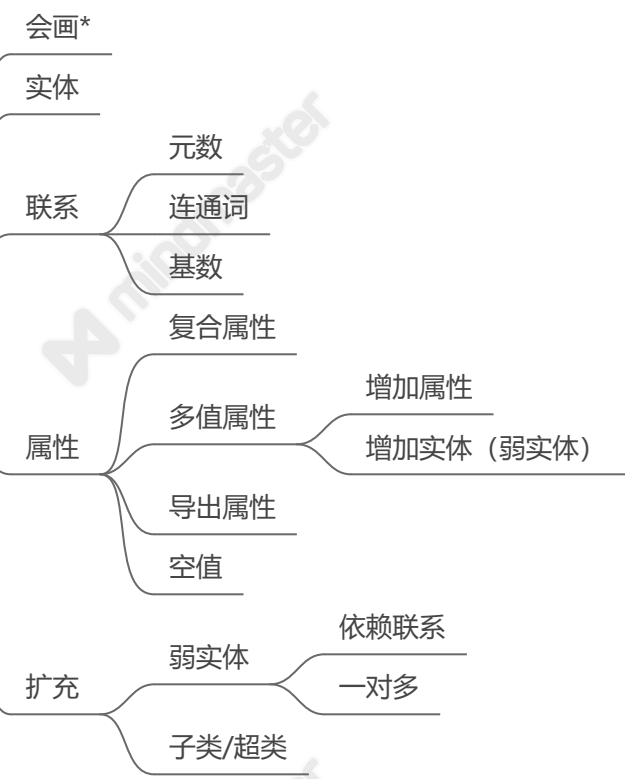 会画*
实体
联系
元数
连通词
基数
属性
复合属性
多值属性
增加属性
增加实体（弱实体）
导出属性
空值
扩充
弱实体
依赖联系
一对多
子类/超类
mindmaster